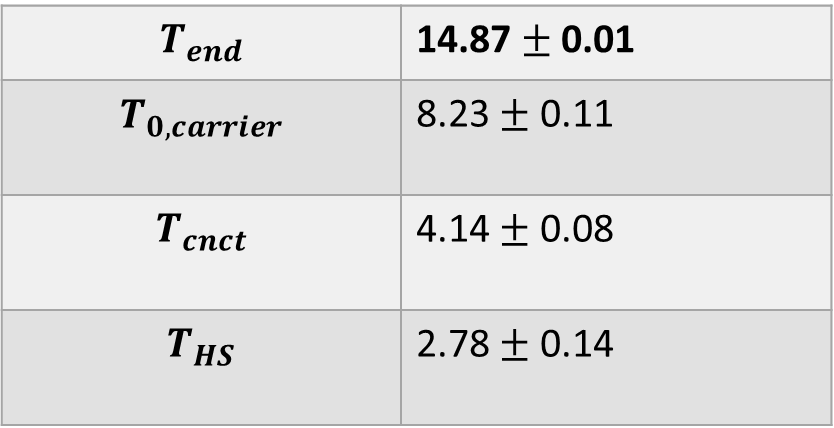 T_end 14.87 ± 0.01
T_0,carrier 8.23 ± 0.11
T_cnct 4.14 ± 0.08
T_HS 2.78 ± 0.14